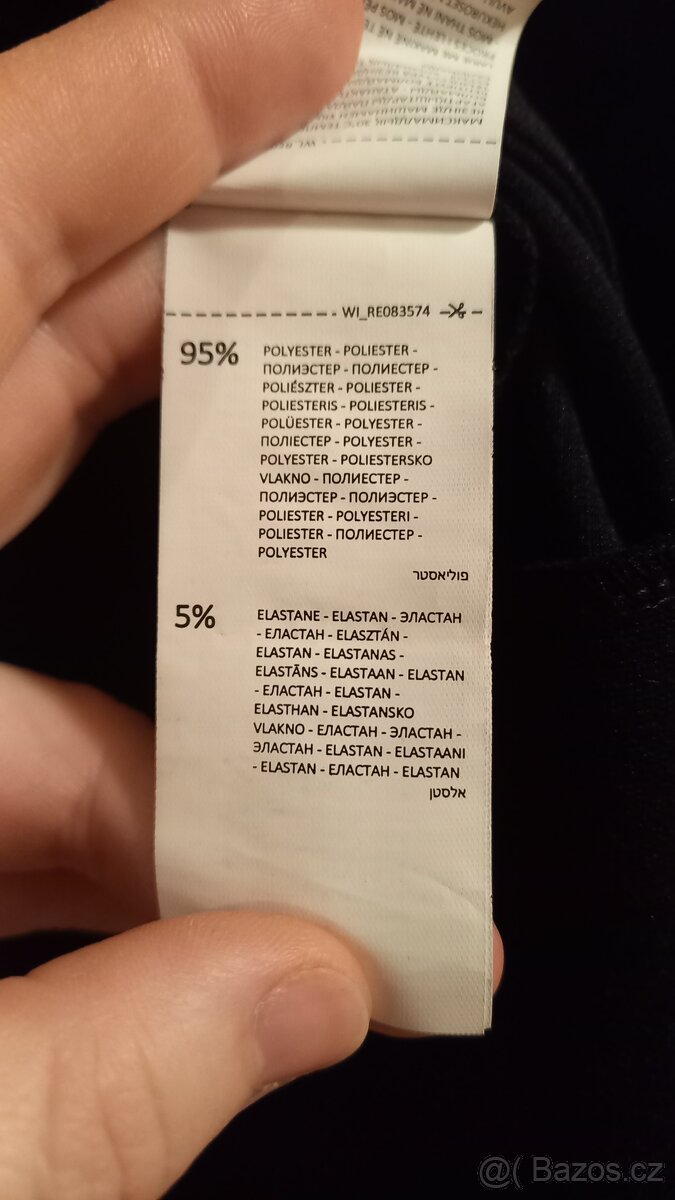 WI_RE083574
95%
POLYESTER - POLIESTER -
ПОЛИЭСТЕР - ПОЛИЕСТЕР -
POLIÉSZTER - POLIESTER -
POLIESTERIS - POLIESTERIS -
POLÜESTER - POLYESTER -
ПОЛІЕСТЕР - POLYESTER -
POLYESTER - POLIESTERSKO
VLAKNO - ПОЛИЕСТЕР -
ПОЛИЭСТЕР - ПОЛИЭСТЕР -
POLIESTER - POLYESTERI -
POLIESTER - ПОЛИЕСТЕР -
POLYESTER
פוליאסטר
5%
ELASTANE - ELASTAN - ЭЛАСТАН
- ЕЛАСТАН - ELASZTÁN -
ELASTAN - ELASTANAS -
ELASTĀNS - ELASTAAN - ELASTAN
- ЕЛАСТАН - ELASTAN -
ELASTHAN - ELASTANSKO
VLAKNO - ЕЛАСТАН - ЭЛАСТАН -
ЭЛАСТАН - ELASTAN - ELASTAANI
- ELASTAN - ЕЛАСТАН - ELASTAN
אלסטן
@( Bazos.cz